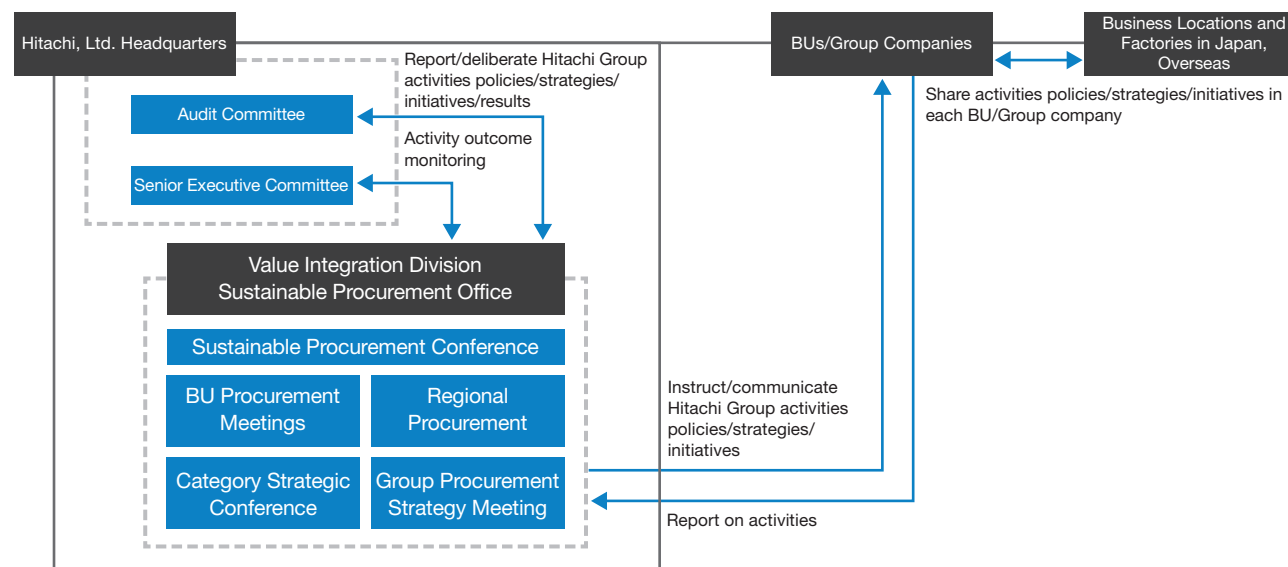 Hitachi, Ltd. Headquarters
Report/deliberate Hitachi Group
activities policies/strategies/
initiatives/results
Audit Committee
Activity outcome
monitoring
Senior Executive Committee
Value Integration Division
Sustainable Procurement Office
Sustainable Procurement Conference
BU Procurement
Meetings
Regional
Procurement
Category Strategic
Conference
Group Procurement
Strategy Meeting
BUs/Group Companies
Business Locations and
Factories in Japan,
Overseas
Share activities policies/strategies/initiatives in
each BU/Group company
Instruct/communicate
Hitachi Group activities
policies/strategies/
initiatives
Report on activities